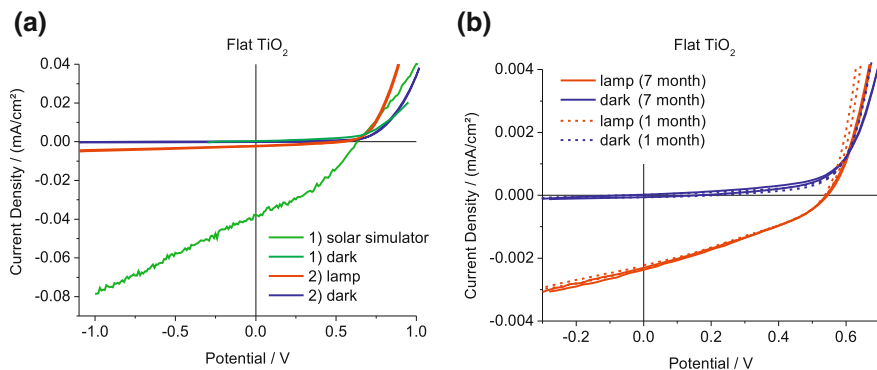 (a)
Flat TiO₂
Current Density / (mA/cm²)
0.04
0.02
0.00
-0.02
-0.04
-0.06
-0.08
1) solar simulator
1) dark
2) lamp
2) dark
-1.0 -0.5 0.0 0.5 1.0
Potential / V
(b)
Flat TiO₂
Current Density / (mA/cm²)
0.004
0.002
0.000
-0.002
-0.004
lamp (7 month)
dark (7 month)
lamp (1 month)
dark (1 month)
-0.2 0.0 0.2 0.4 0.6
Potential / V